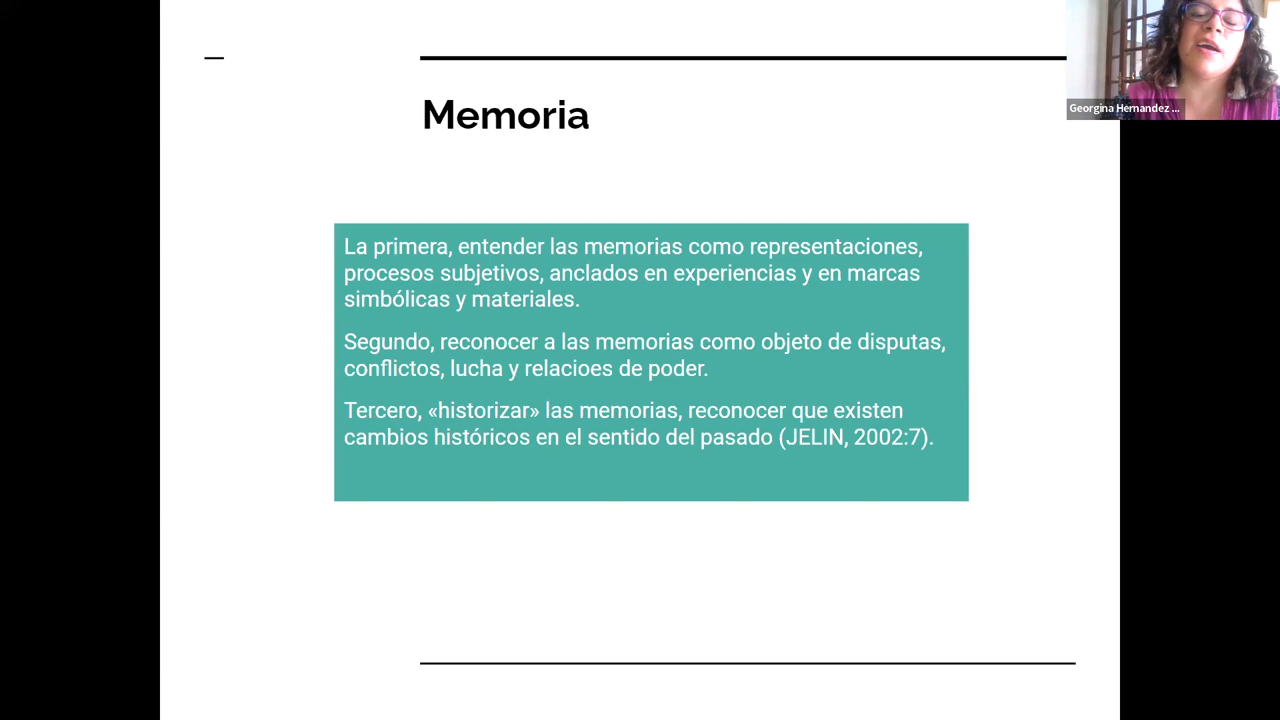 Memoria
La primera, entender las memorias como representaciones,
procesos subjetivos, anclados en experiencias y en marcas
simbólicas y materiales.
Segundo, reconocer a las memorias como objeto de disputas,
conflictos, lucha y relacioes de poder.
Tercero, «historizar» las memorias, reconocer que existen
cambios históricos en el sentido del pasado (JELIN, 2002:7).
Georgina Hernandez ...